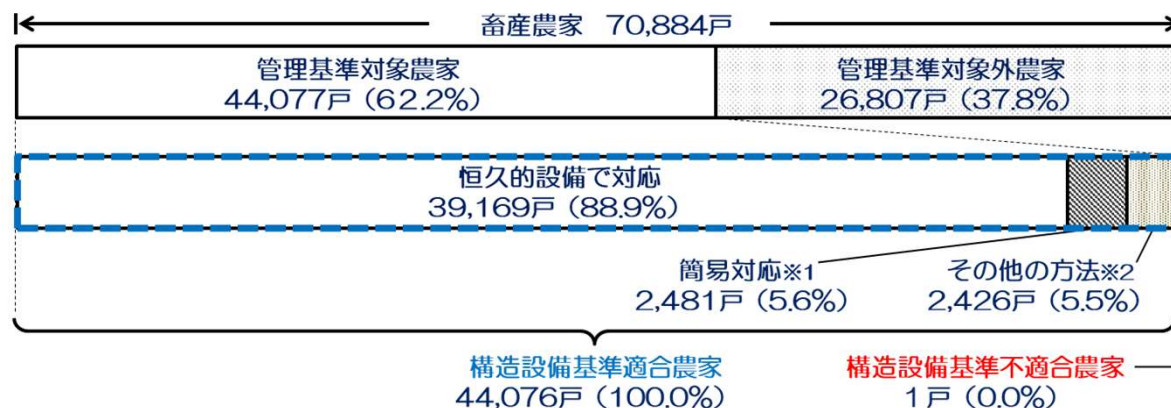 畜産農家 70,884戸
管理基準対象農家
44,077戸 (62.2%)
管理基準対象外農家
26,807戸 (37.8%)
恒久的設備で対応
39,169戸 (88.9%)
簡易対応※1
2,481戸 (5.6%)
その他の方法※2
2,426戸 (5.5%)
構造設備基準適合農家
44,076戸 (100.0%)
構造設備基準不適合農家
1戸 (0.0%)